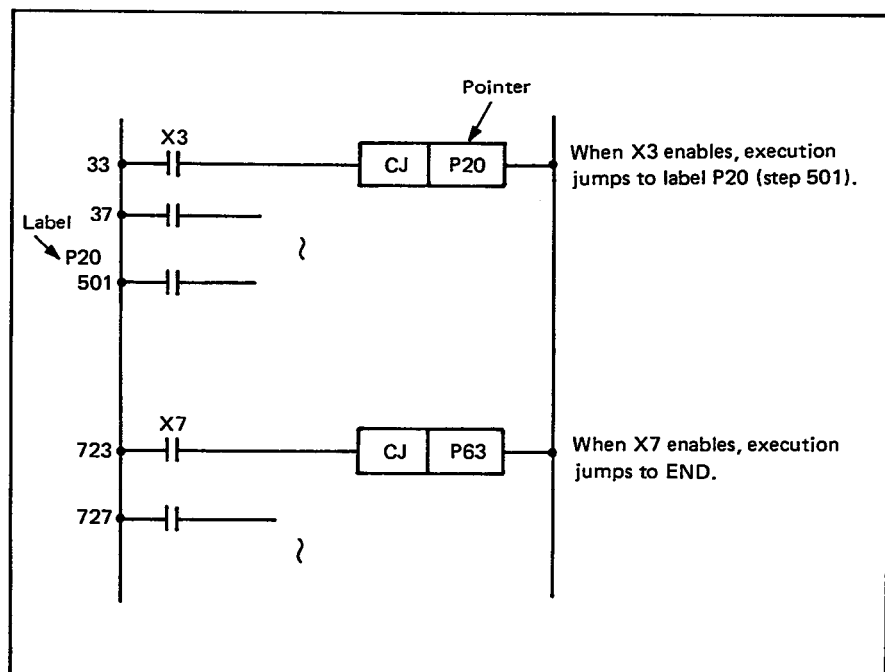 Pointer
X3
33 CJ P20 When X3 enables, execution
jumps to label P20 (step 501).
37
Label
P20
501
X7
723 CJ P63 When X7 enables, execution
jumps to END.
727